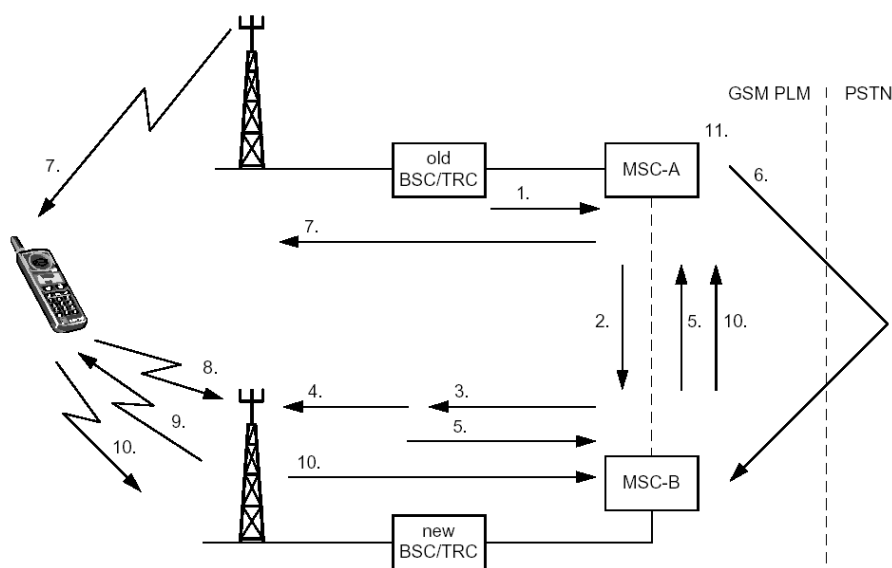 GSM PLM
PSTN
11.
7.
old
BSC/TRC
MSC-A
6.
1.
7.
2.
5.
10.
8.
4.
3.
9.
5.
10.
10.
MSC-B
new
BSC/TRC